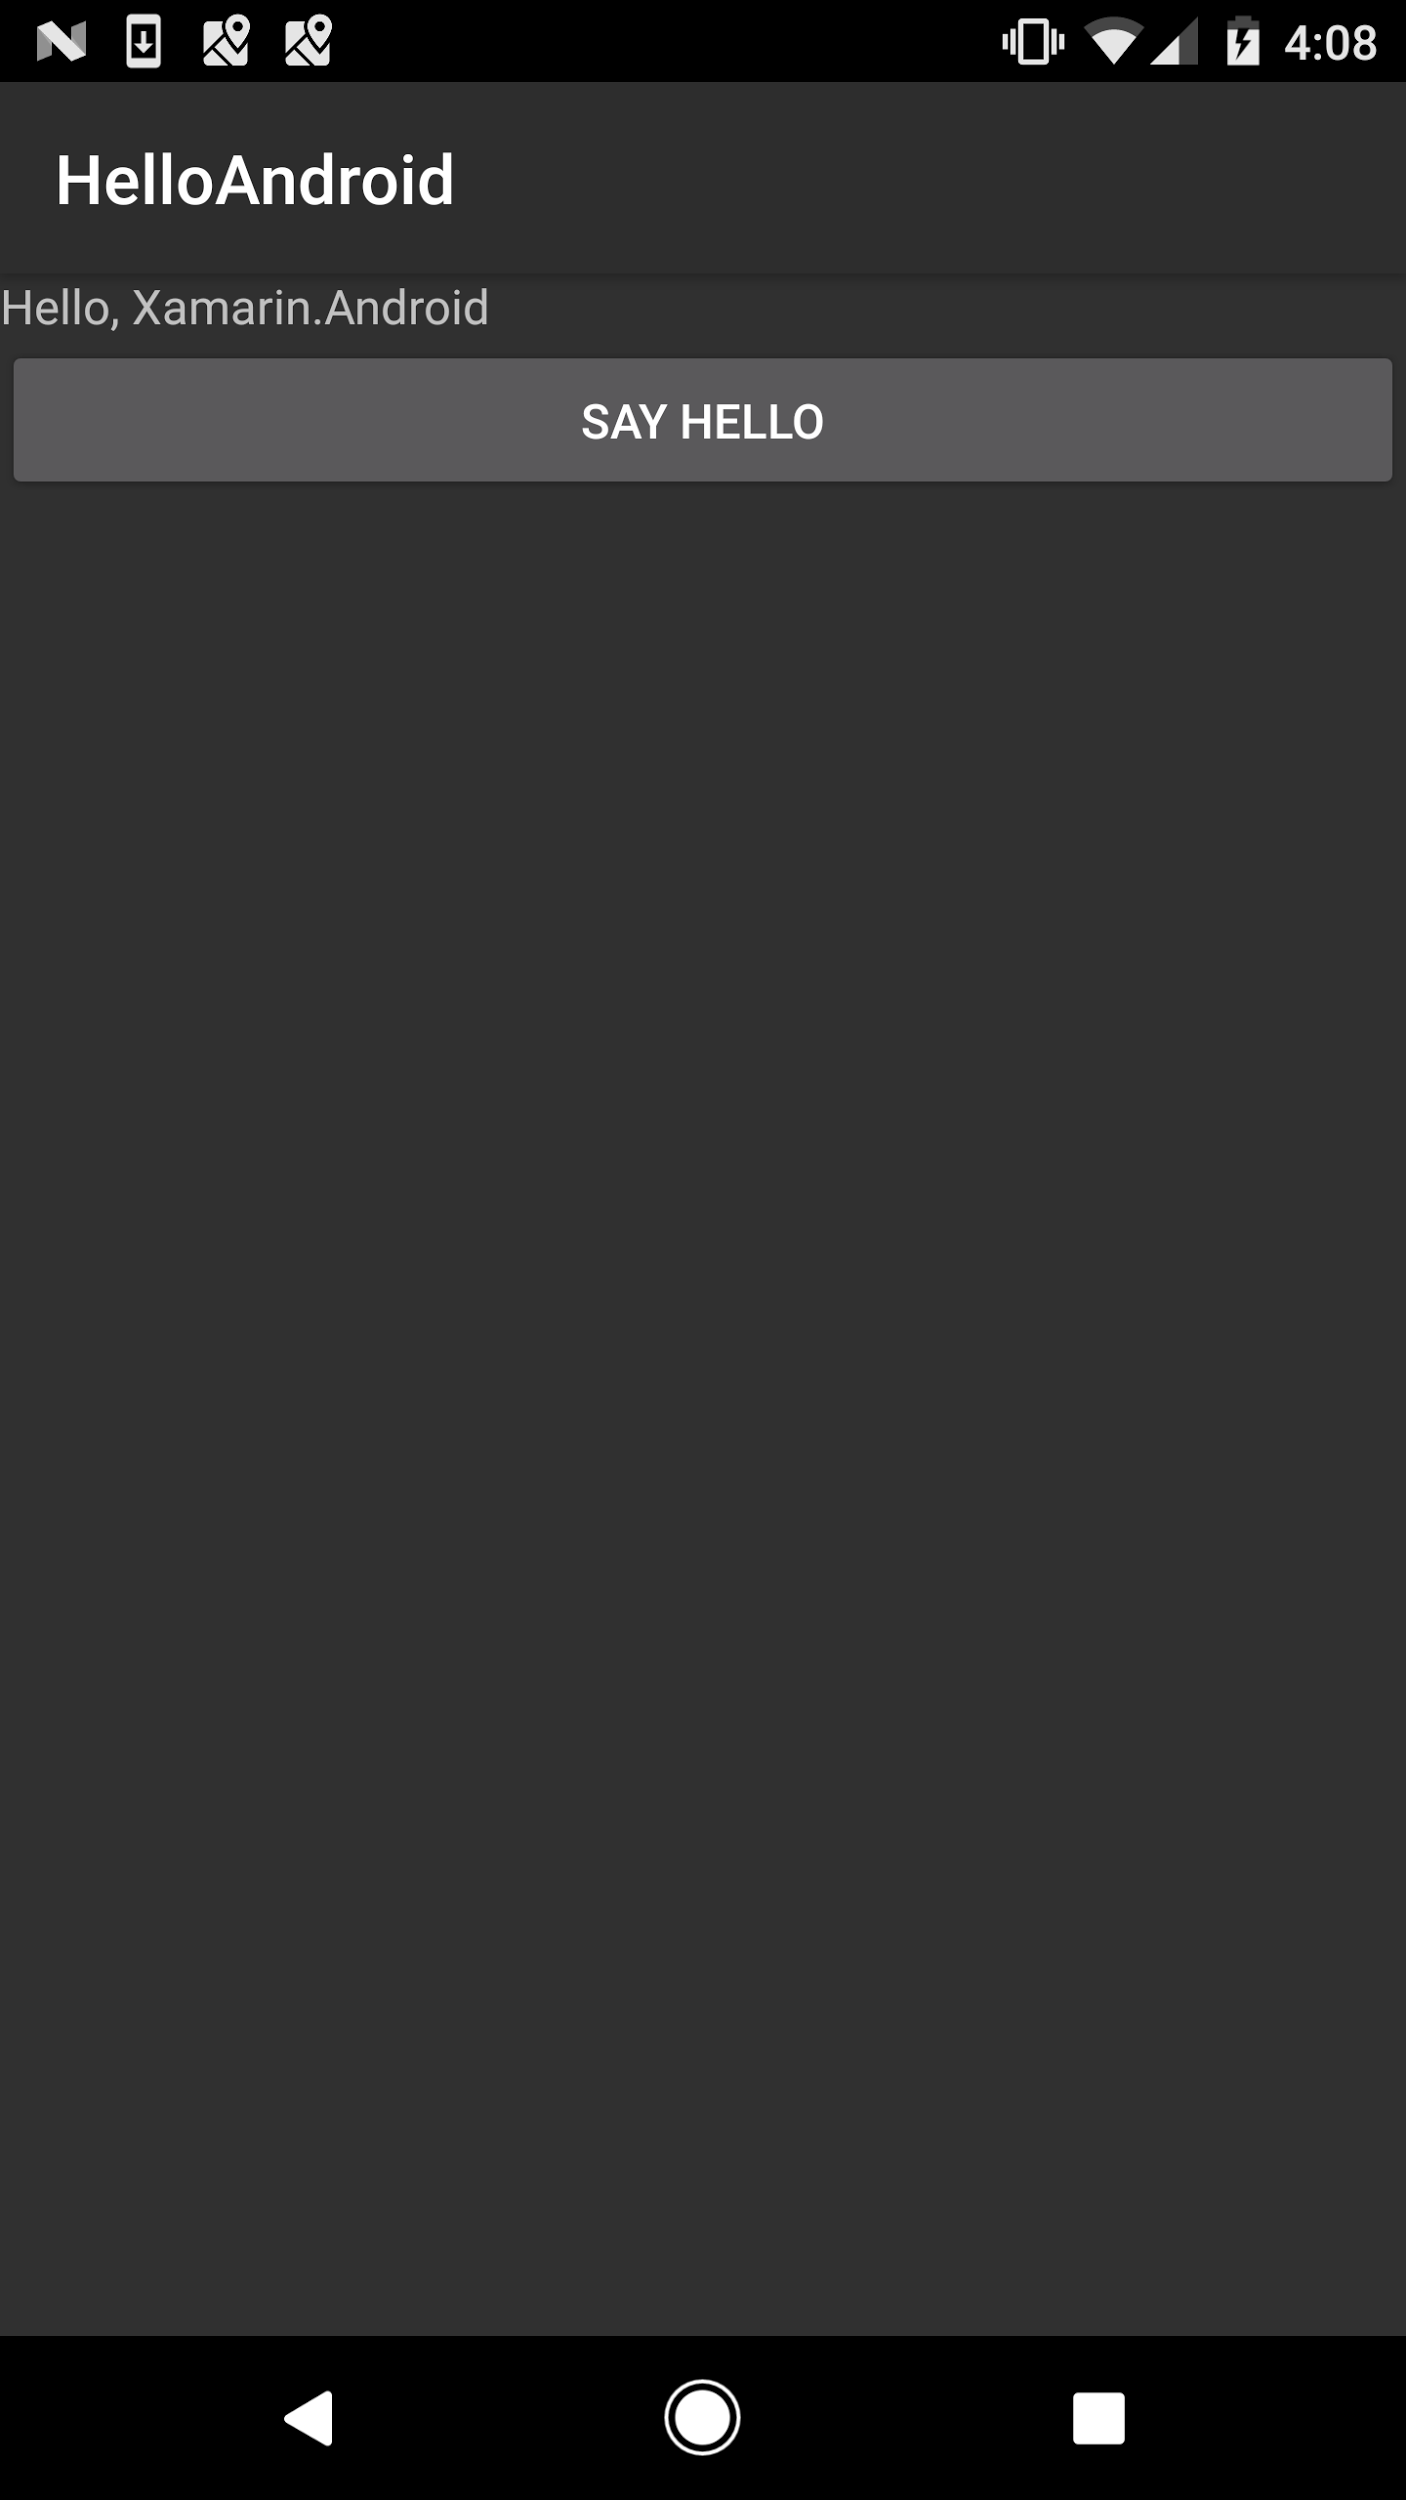 4:08
HelloAndroid
Hello, Xamarin.Android
SAY HELLO